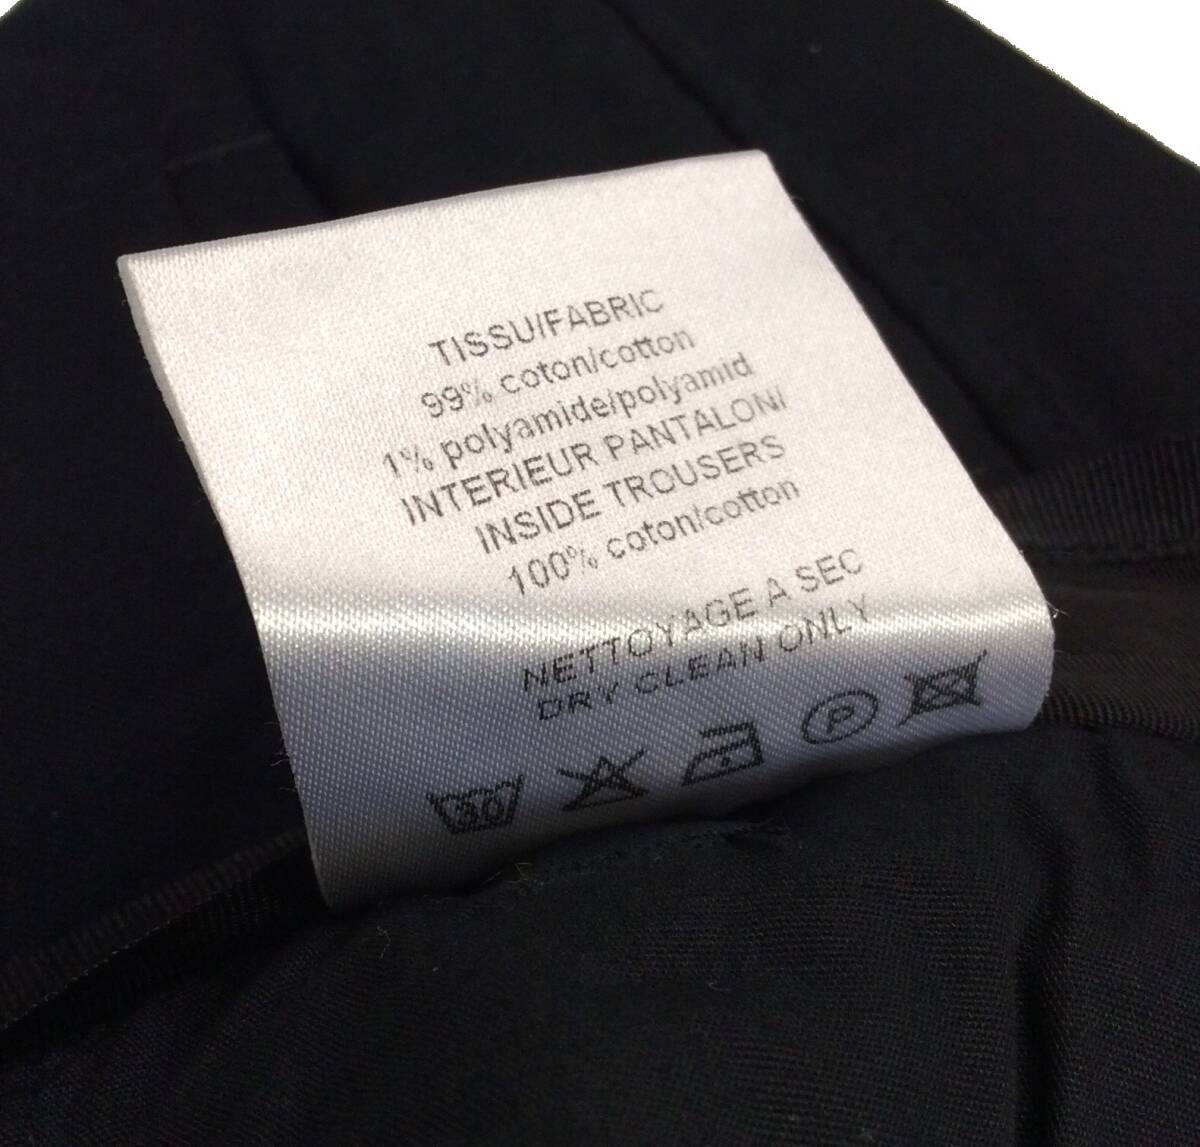 TISSU/FABRIC
99% coton/cotton
1% polyamide/polyamid
INTERIEUR PANTALON/
INSIDE TROUSERS
100% coton/cotton
NETTOYAGE A SEC
DRY CLEAN ONLY
30 P